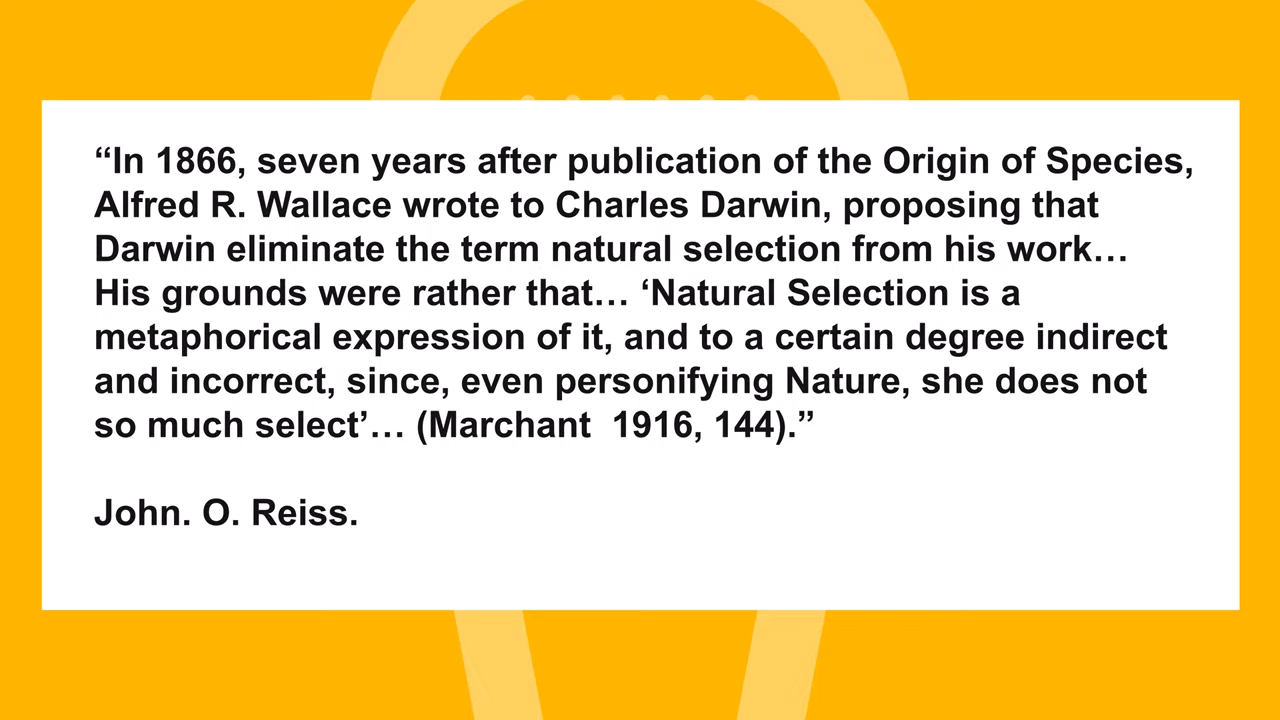 “In 1866, seven years after publication of the Origin of Species,
Alfred R. Wallace wrote to Charles Darwin, proposing that
Darwin eliminate the term natural selection from his work…
His grounds were rather that… ‘Natural Selection is a
metaphorical expression of it, and to a certain degree indirect
and incorrect, since, even personifying Nature, she does not
so much select’… (Marchant  1916, 144).”
John. O. Reiss.